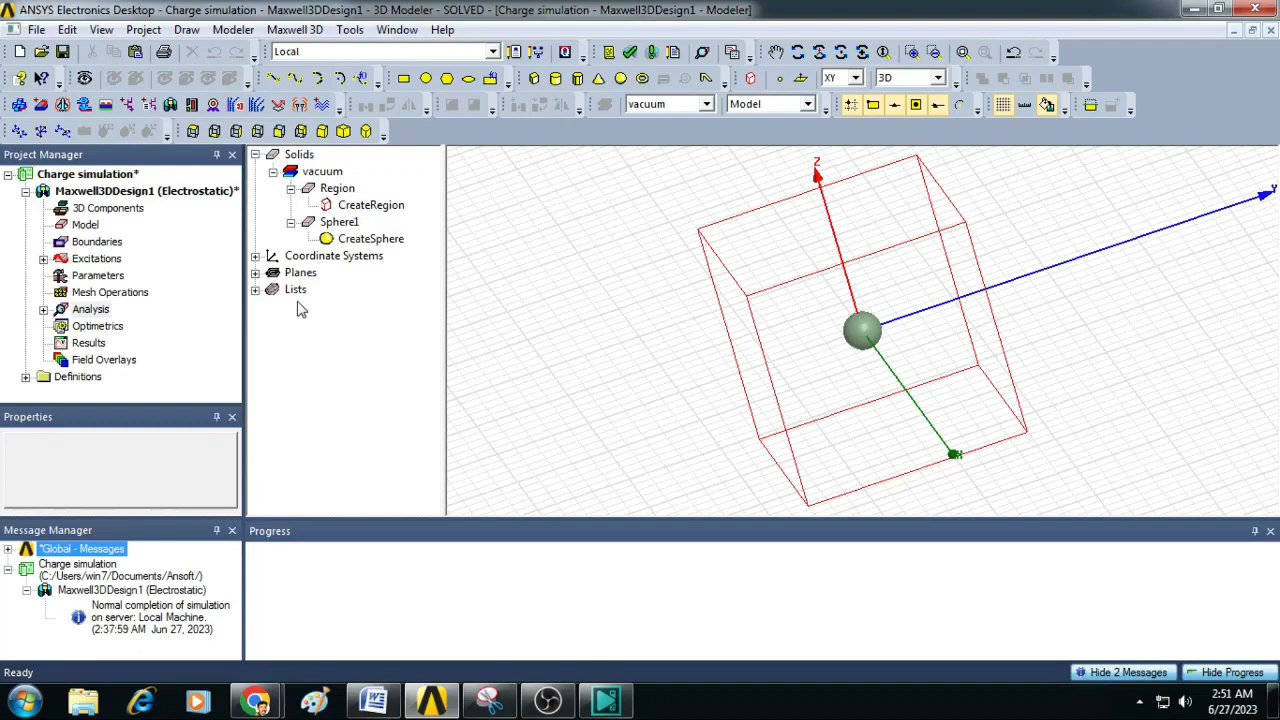 ANSYS Electronics Desktop - Charge simulation - Maxwell3DDesign1 - 3D Modeler - SOLVED - [Charge simulation - Maxwell3DDesign1 - Modeler]
File Edit View Project Draw Modeler Maxwell 3D Tools Window Help
Local
XY 3D
vacuum Model
Project Manager
Charge simulation*
Maxwell3DDesign1 (Electrostatic)*
3D Components
Model
Boundaries
Excitations
Parameters
Mesh Operations
Analysis
Optimetrics
Results
Field Overlays
Definitions
Solids
vacuum
Region
CreateRegion
Sphere1
CreateSphere
Coordinate Systems
Planes
Lists
Z
Y
X
Properties
Message Manager
*Global - Messages
Charge simulation
(C:/Users/win7/Documents/Ansoft/)
Maxwell3DDesign1 (Electrostatic)
Normal completion of simulation
on server: Local Machine.
(2:37:59 AM Jun 27, 2023)
Progress
Ready
Hide 2 Messages
Hide Progress
2:51 AM
6/27/2023